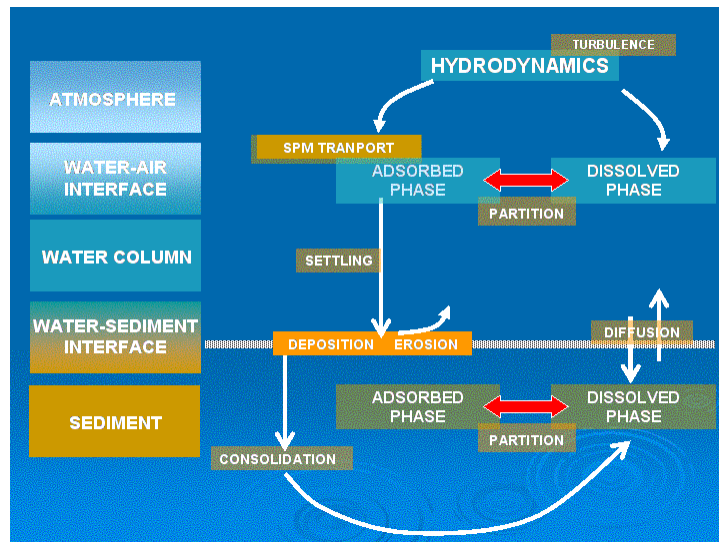 TURBULENCE
HYDRODYNAMICS
ATMOSPHERE
SPM TRANPORT
WATER-AIR
INTERFACE
ADSORBED
PHASE
DISSOLVED
PHASE
PARTITION
WATER COLUMN
SETTLING
WATER-SEDIMENT
INTERFACE
DEPOSITION
EROSION
DIFFUSION
SEDIMENT
ADSORBED
PHASE
DISSOLVED
PHASE
PARTITION
CONSOLIDATION